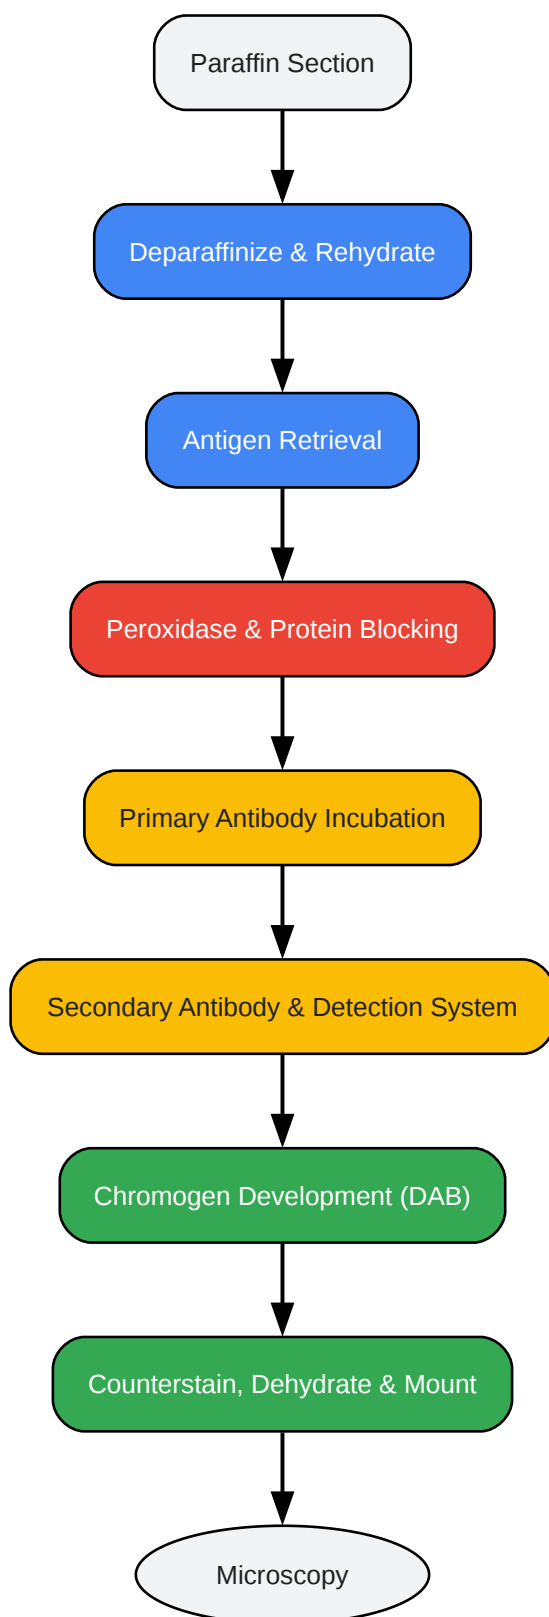 Paraffin Section
Deparaffinize & Rehydrate
Antigen Retrieval
Peroxidase & Protein Blocking
Primary Antibody Incubation
Secondary Antibody & Detection System
Chromogen Development (DAB)
Counterstain, Dehydrate & Mount
Microscopy